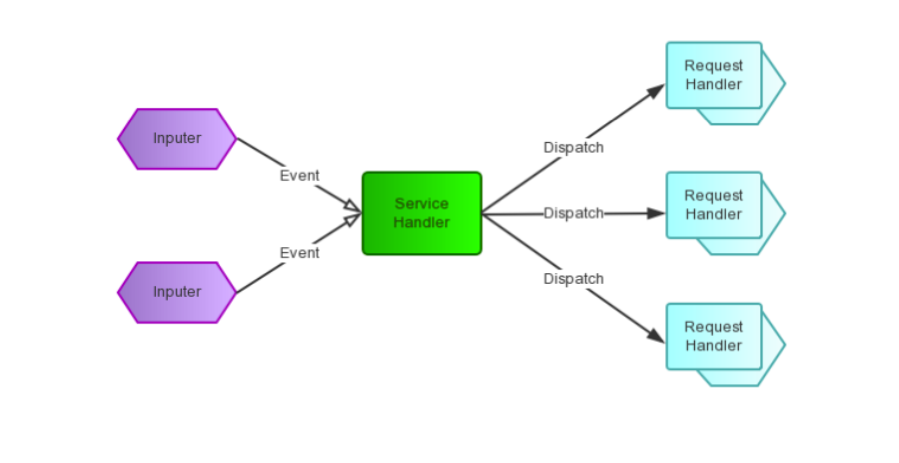 Inputer
Event
Event
Inputer
Service
Handler
Dispatch
Dispatch
Dispatch
Request
Handler
Request
Handler
Request
Handler